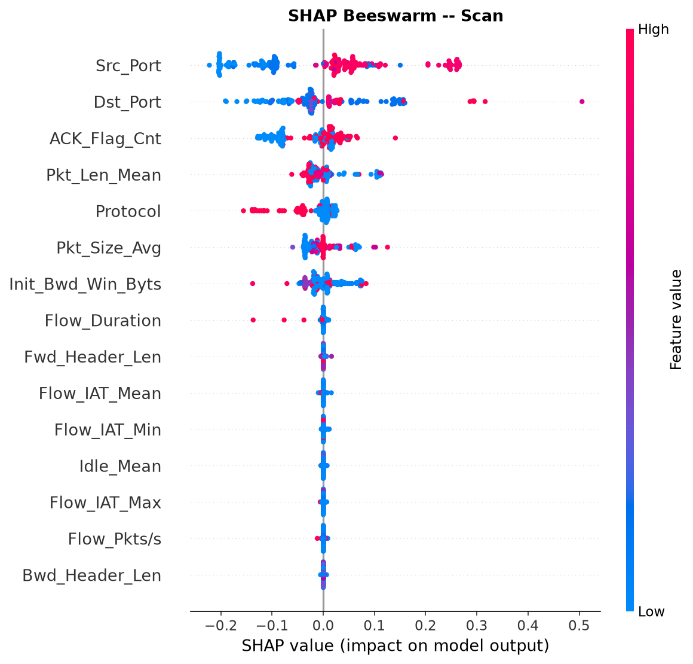 SHAP Beeswarm -- Scan
High
Src_Port
Dst_Port
ACK_Flag_Cnt
Pkt_Len_Mean
Protocol
Pkt_Size_Avg
Init_Bwd_Win_Byts
Flow_Duration
Fwd_Header_Len
Flow_IAT_Mean
Flow_IAT_Min
Idle_Mean
Flow_IAT_Max
Flow_Pkts/s
Bwd_Header_Len
Feature value
Low
−0.2 −0.1 0.0 0.1 0.2 0.3 0.4 0.5
SHAP value (impact on model output)